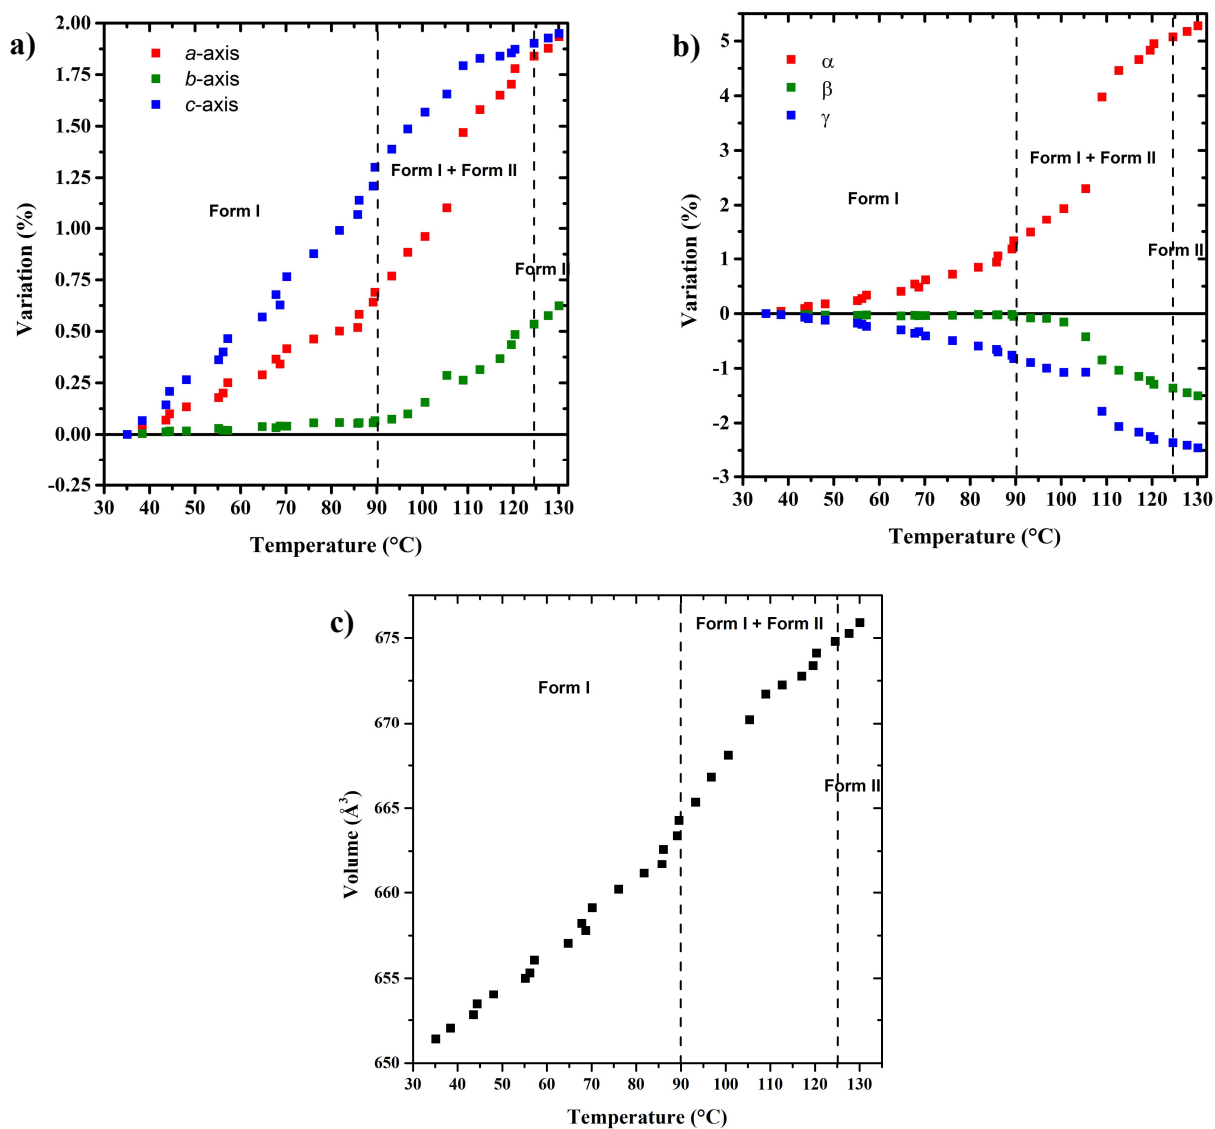 a)
2.00
1.75
1.50
1.25
1.00
0.75
0.50
0.25
0.00
-0.25
Variation (%)
a-axis
b-axis
c-axis
Form I
Form I + Form II
Form II
30 40 50 60 70 80 90 100 110 120 130
Temperature (°C)
b)
5
4
3
2
1
0
-1
-2
-3
Variation (%)
α
β
γ
Form I
Form I + Form II
Form II
30 40 50 60 70 80 90 100 110 120 130
Temperature (°C)
c)
675
670
665
660
655
650
Volume (Å³)
Form I
Form I + Form II
Form II
30 40 50 60 70 80 90 100 110 120 130
Temperature (°C)